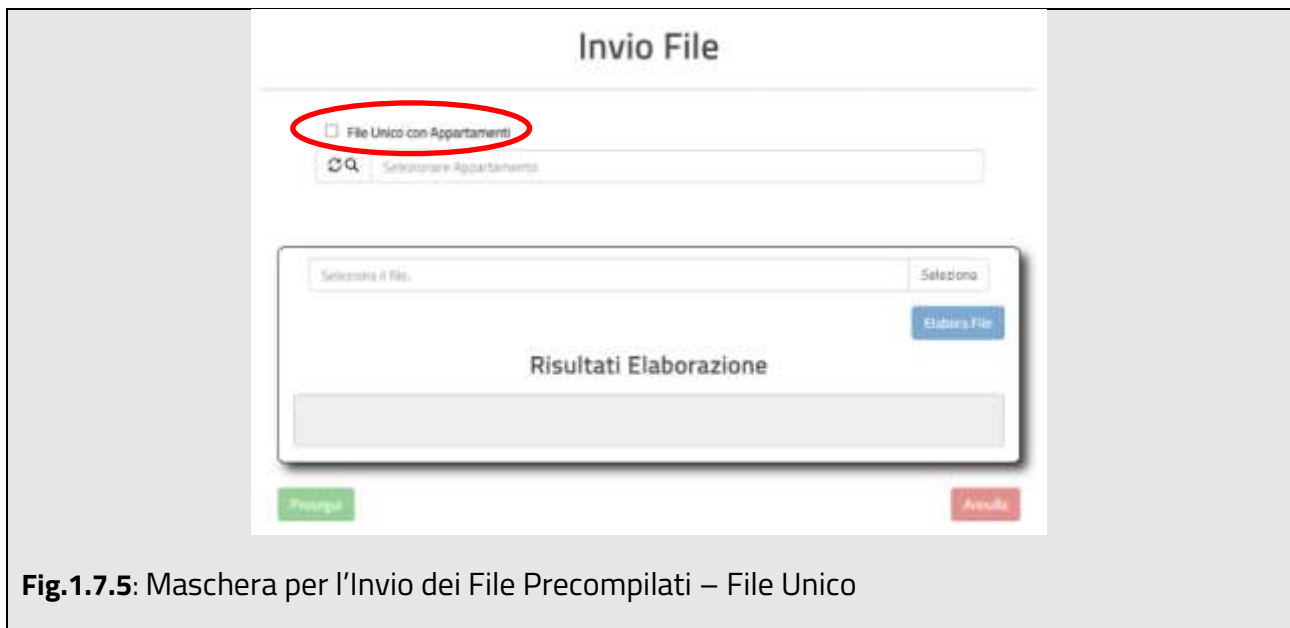 Invio File
File Unico con Appartamenti
Selezionare Appartamento
Seleziona il file..
Seleziona
Elabora File
Risultati Elaborazione
Prosegui
Annulla
Fig.1.7.5: Maschera per l’Invio dei File Precompilati – File Unico